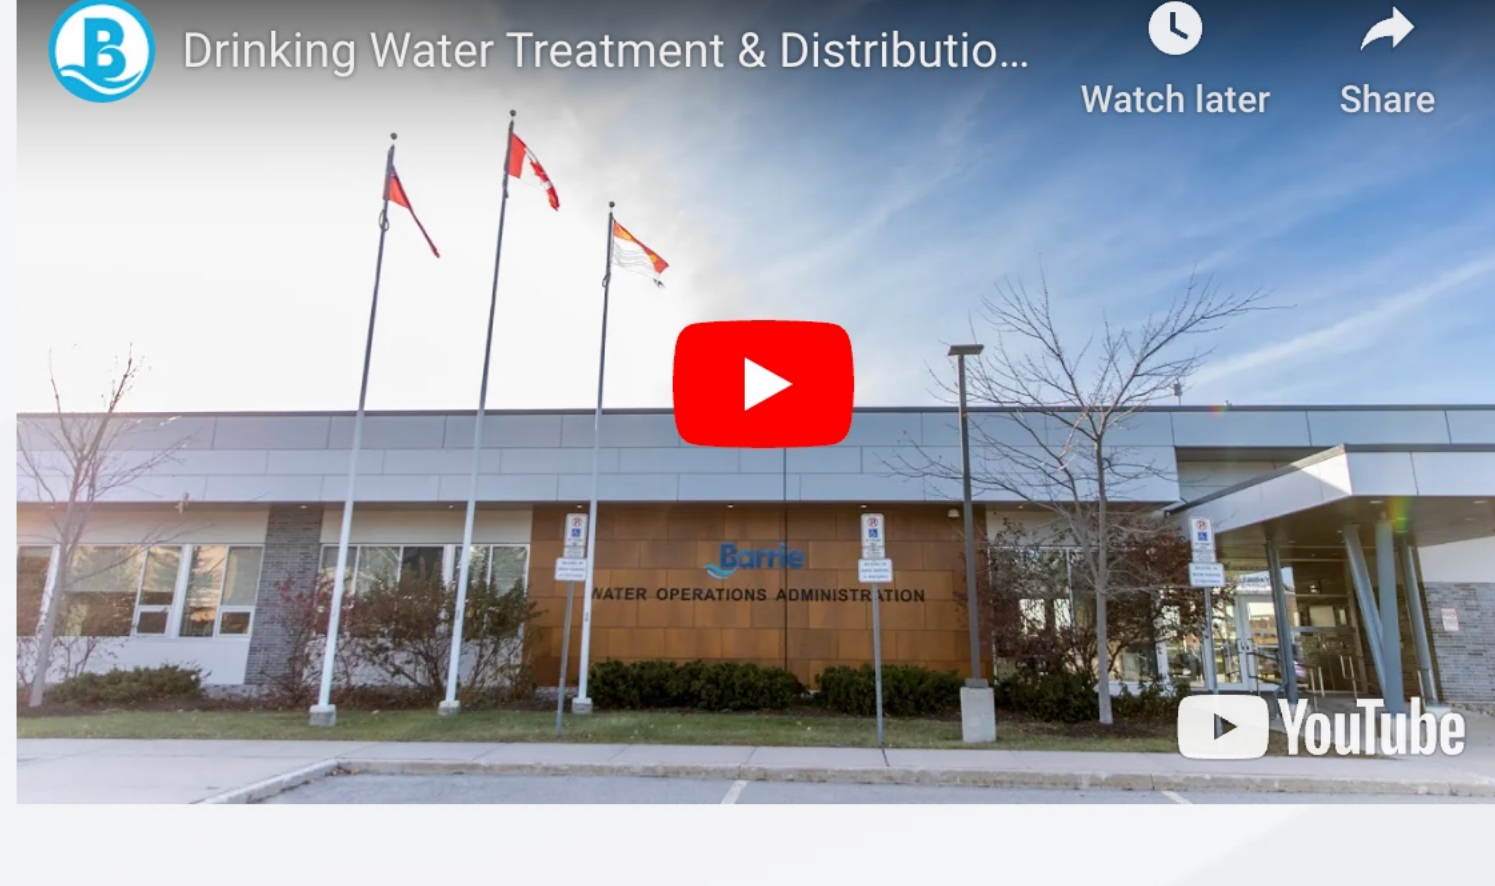 B
Drinking Water Treatment & Distributio...
Watch later
Share
Barrie
WATER OPERATIONS ADMINISTRATION
YouTube